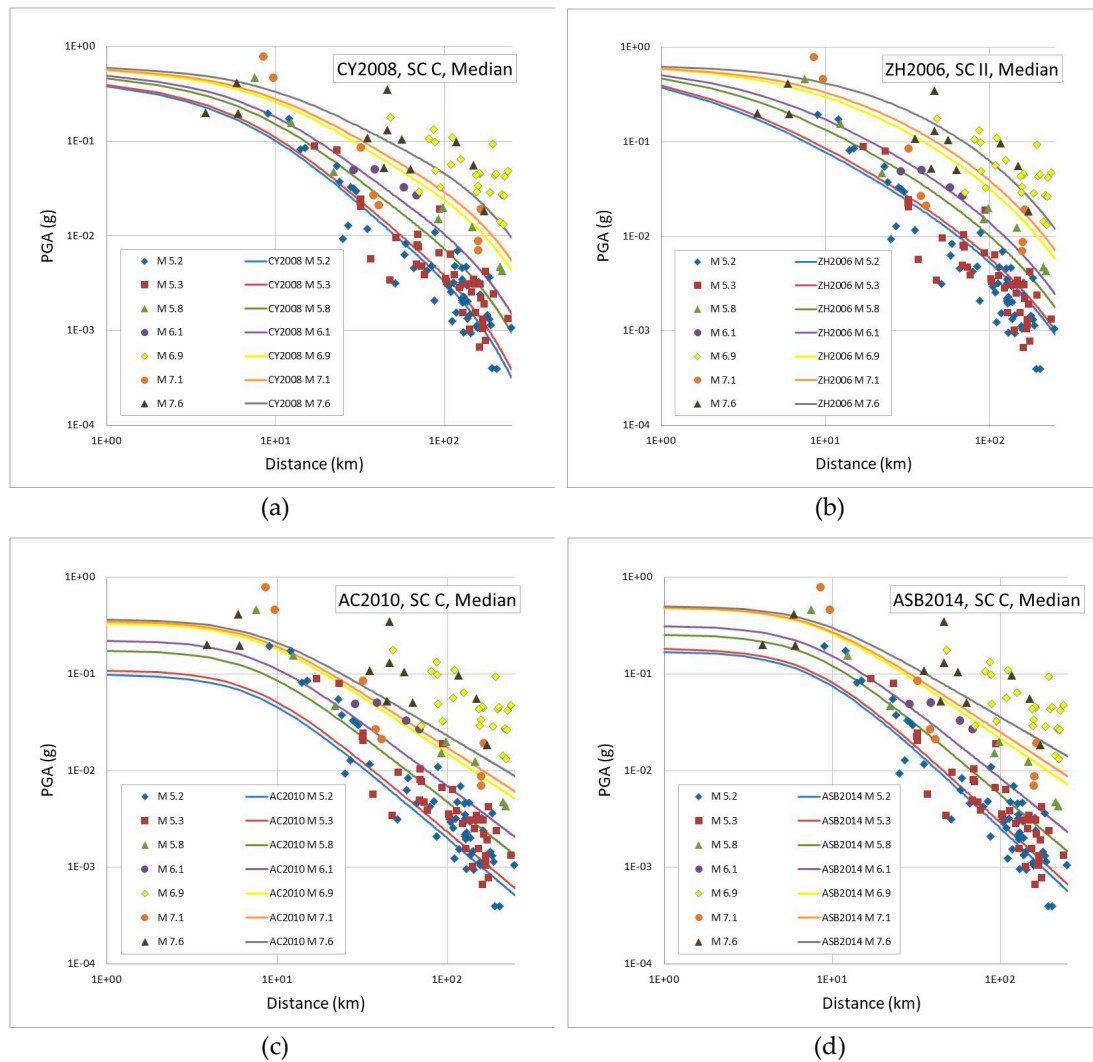 CY2008, SC C, Median
1E+00
1E-01
1E-02
1E-03
1E-04
PGA (g)
M 5.2 CY2008 M 5.2
M 5.3 CY2008 M 5.3
M 5.8 CY2008 M 5.8
M 6.1 CY2008 M 6.1
M 6.9 CY2008 M 6.9
M 7.1 CY2008 M 7.1
M 7.6 CY2008 M 7.6
1E+00 1E+01 1E+02
Distance (km)
(a)
ZH2006, SC II, Median
1E+00
1E-01
1E-02
1E-03
1E-04
PGA (g)
M 5.2 ZH2006 M 5.2
M 5.3 ZH2006 M 5.3
M 5.8 ZH2006 M 5.8
M 6.1 ZH2006 M 6.1
M 6.9 ZH2006 M 6.9
M 7.1 ZH2006 M 7.1
M 7.6 ZH2006 M 7.6
1E+00 1E+01 1E+02
Distance (km)
(b)
AC2010, SC C, Median
1E+00
1E-01
1E-02
1E-03
1E-04
PGA (g)
M 5.2 AC2010 M 5.2
M 5.3 AC2010 M 5.3
M 5.8 AC2010 M 5.8
M 6.1 AC2010 M 6.1
M 6.9 AC2010 M 6.9
M 7.1 AC2010 M 7.1
M 7.6 AC2010 M 7.6
1E+00 1E+01 1E+02
Distance (km)
(c)
ASB2014, SC C, Median
1E+00
1E-01
1E-02
1E-03
1E-04
PGA (g)
M 5.2 ASB2014 M 5.2
M 5.3 ASB2014 M 5.3
M 5.8 ASB2014 M 5.8
M 6.1 ASB2014 M 6.1
M 6.9 ASB2014 M 6.9
M 7.1 ASB2014 M 7.1
M 7.6 ASB2014 M 7.6
1E+00 1E+01 1E+02
Distance (km)
(d)